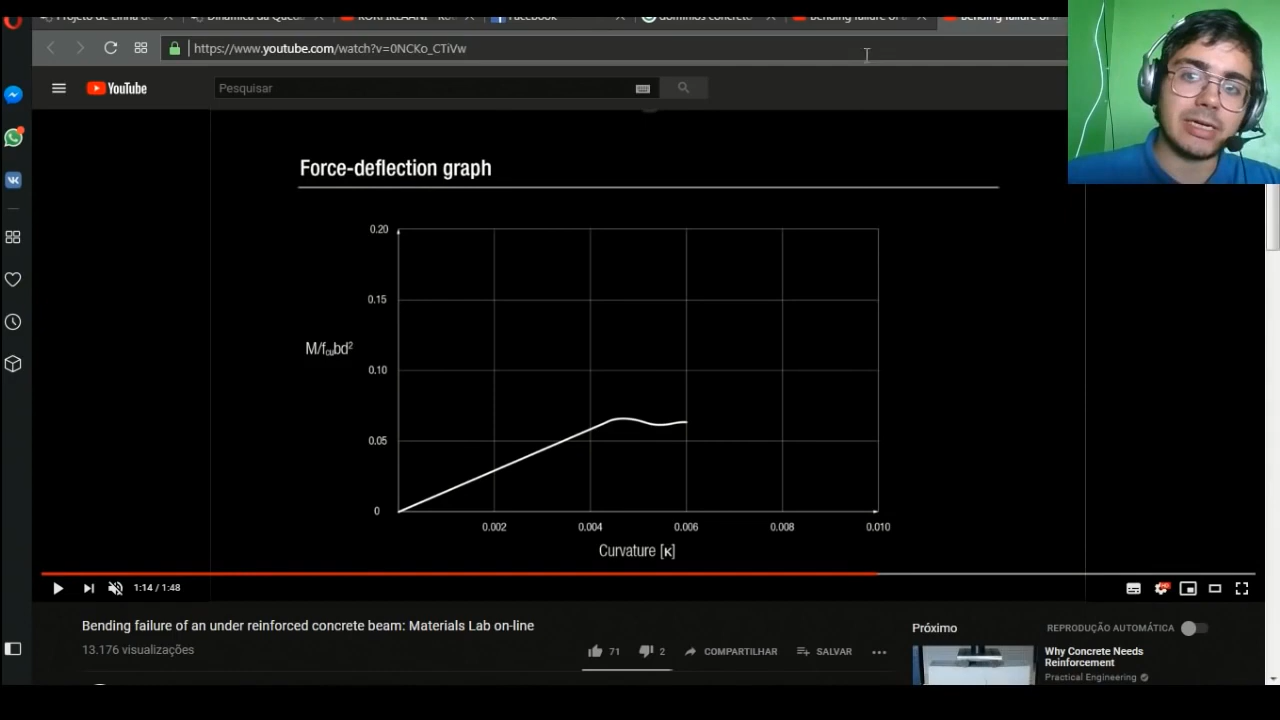 https://www.youtube.com/watch?v=0NCKo_CTiVw
YouTube
Pesquisar
Force-deflection graph
0.20
0.15
M/fcubd²
0.10
0.05
0
0.002 0.004 0.006 0.008 0.010
Curvature [κ]
1:14 / 1:48
HD
Bending failure of an under reinforced concrete beam: Materials Lab on-line
13.176 visualizações
71 2 COMPARTILHAR SALVAR
Próximo REPRODUÇÃO AUTOMÁTICA
Why Concrete Needs
Reinforcement
Practical Engineering